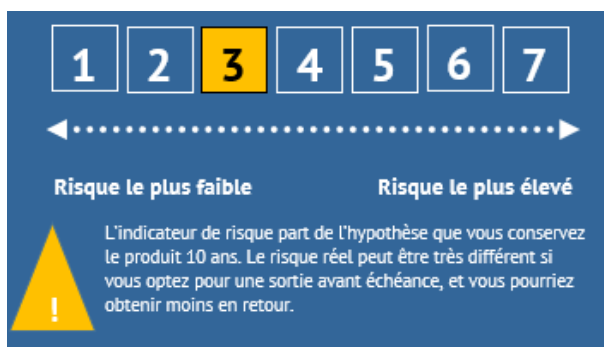 1 2 3 4 5 6 7
Risque le plus faible Risque le plus élevé
L'indicateur de risque part de l'hypothèse que vous conservez
le produit 10 ans. Le risque réel peut être très différent si
vous optez pour une sortie avant échéance, et vous pourriez
obtenir moins en retour.
!